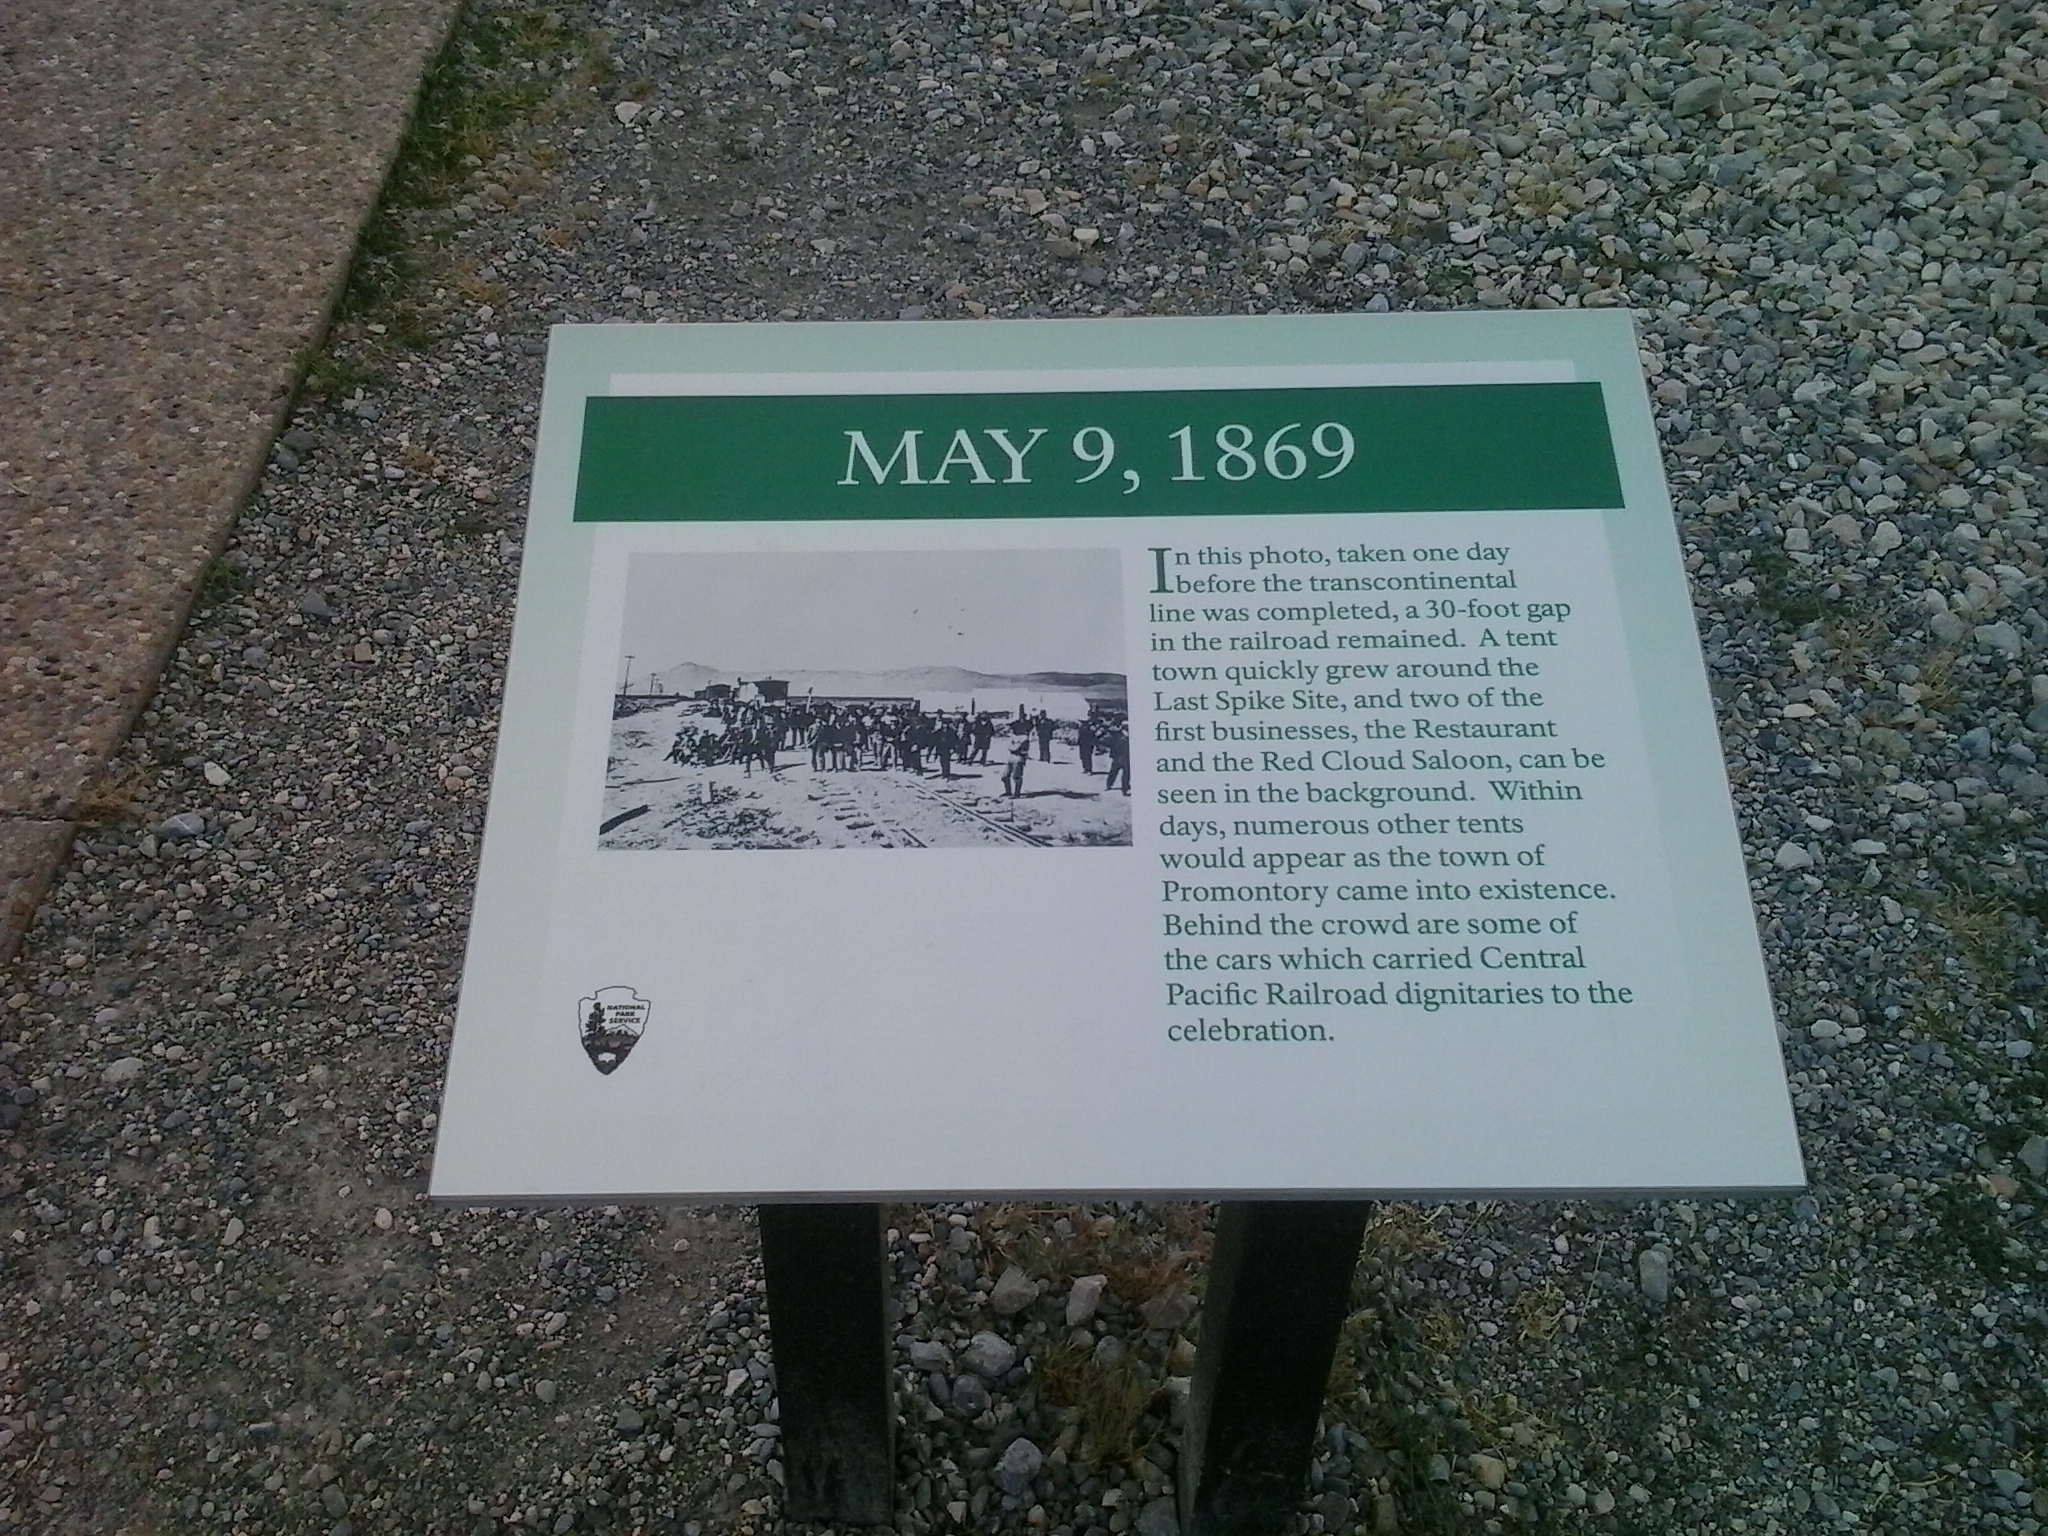 MAY 9, 1869
In this photo, taken one day
before the transcontinental
line was completed, a 30-foot gap
in the railroad remained. A tent
town quickly grew around the
Last Spike Site, and two of the
first businesses, the Restaurant
and the Red Cloud Saloon, can be
seen in the background. Within
days, numerous other tents
would appear as the town of
Promontory came into existence.
Behind the crowd are some of
the cars which carried Central
Pacific Railroad dignitaries to the
celebration.
NATIONAL
PARK
SERVICE